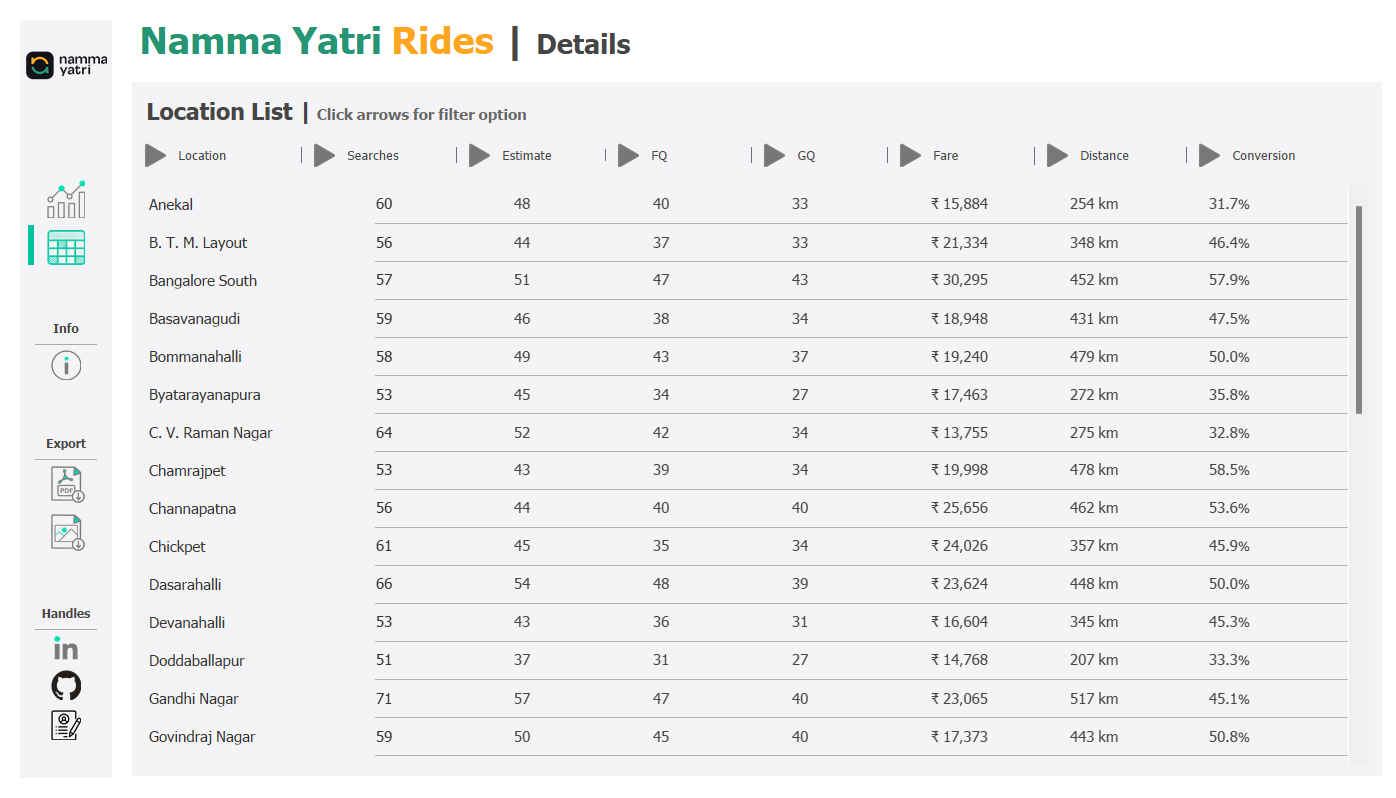 namma
yatri
Namma Yatri Rides | Details
Location List | Click arrows for filter option
Location | Searches | Estimate | FQ | GQ | Fare | Distance | Conversion
Anekal 60 48 40 33 ₹ 15,884 254 km 31.7%
B. T. M. Layout 56 44 37 33 ₹ 21,334 348 km 46.4%
Bangalore South 57 51 47 43 ₹ 30,295 452 km 57.9%
Basavanagudi 59 46 38 34 ₹ 18,948 431 km 47.5%
Bommanahalli 58 49 43 37 ₹ 19,240 479 km 50.0%
Byatarayanapura 53 45 34 27 ₹ 17,463 272 km 35.8%
C. V. Raman Nagar 64 52 42 34 ₹ 13,755 275 km 32.8%
Chamrajpet 53 43 39 34 ₹ 19,998 478 km 58.5%
Channapatna 56 44 40 40 ₹ 25,656 462 km 53.6%
Chickpet 61 45 35 34 ₹ 24,026 357 km 45.9%
Dasarahalli 66 54 48 39 ₹ 23,624 448 km 50.0%
Devanahalli 53 43 36 31 ₹ 16,604 345 km 45.3%
Doddaballapur 51 37 31 27 ₹ 14,768 207 km 33.3%
Gandhi Nagar 71 57 47 40 ₹ 23,065 517 km 45.1%
Govindraj Nagar 59 50 45 40 ₹ 17,373 443 km 50.8%
Info
Export
PDF
Handles
in